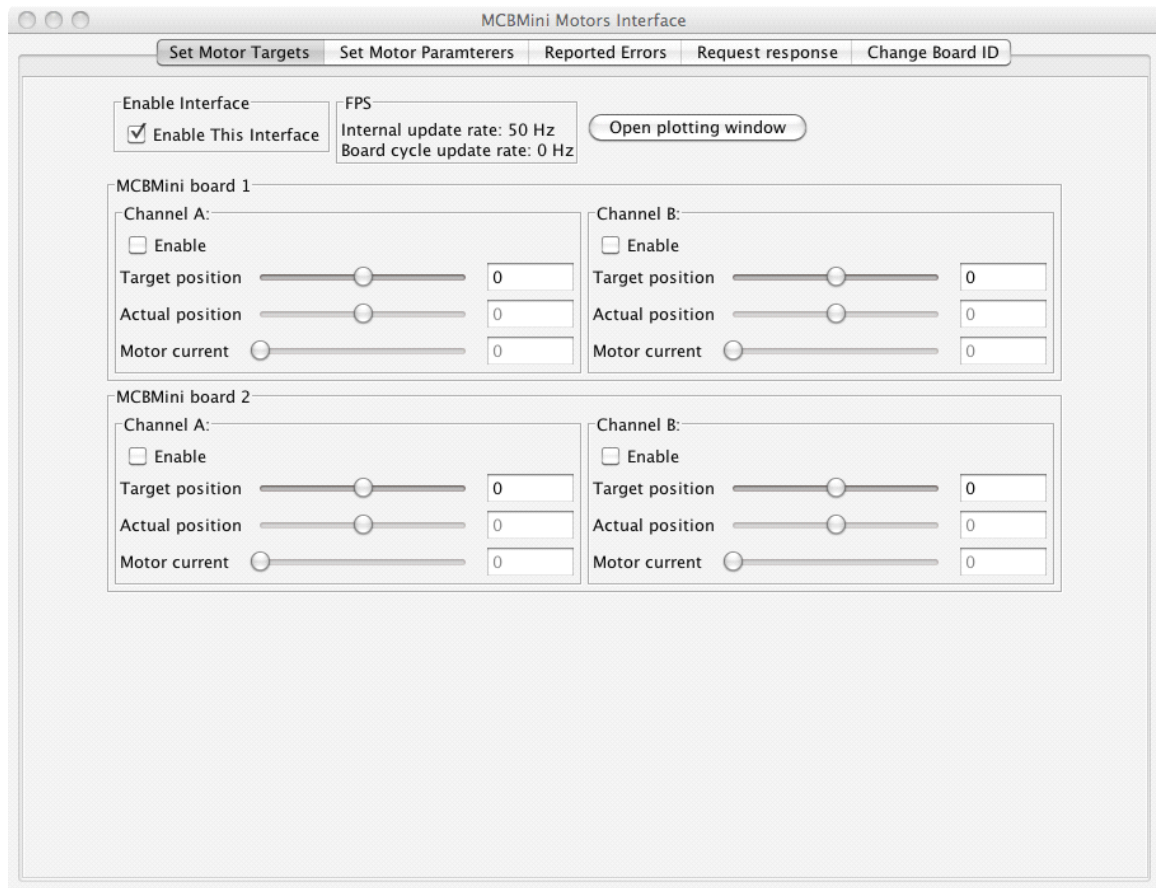 MCBMini Motors Interface
Set Motor Targets Set Motor Paramterers Reported Errors Request response Change Board ID
Enable Interface FPS
Enable This Interface Internal update rate: 50 Hz Open plotting window
Board cycle update rate: 0 Hz
MCBMini board 1
Channel A: Channel B:
Enable Enable
Target position 0 Target position 0
Actual position 0 Actual position 0
Motor current 0 Motor current 0
MCBMini board 2
Channel A: Channel B:
Enable Enable
Target position 0 Target position 0
Actual position 0 Actual position 0
Motor current 0 Motor current 0